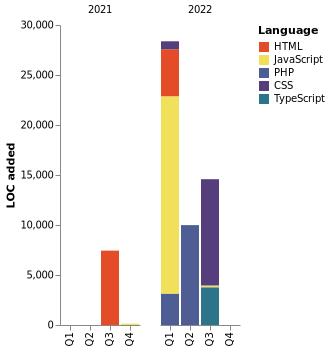 2021 2022
Language
HTML
JavaScript
PHP
CSS
TypeScript
30,000
25,000
20,000
15,000
10,000
5,000
0
LOC added
Q1 Q2 Q3 Q4 Q1 Q2 Q3 Q4